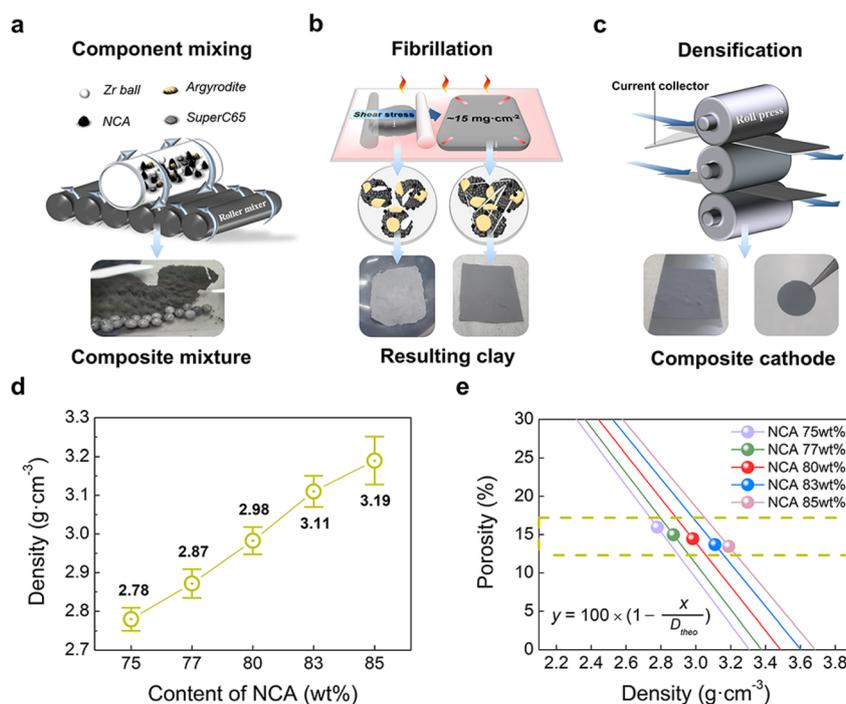 a
Component mixing
Zr ball
Argyrodite
NCA
SuperC65
Roller mixer
Composite mixture
b
Fibrillation
Shear stress
~15 mg·cm⁻²
Resulting clay
c
Densification
Current collector
Roll press
Composite cathode
d
Density (g·cm⁻³)
3.3
3.2
3.1
3.0
2.9
2.8
2.7
2.78
2.87
2.98
3.11
3.19
75 77 80 83 85
Content of NCA (wt%)
e
Porosity (%)
30
25
20
15
10
5
0
NCA 75wt%
NCA 77wt%
NCA 80wt%
NCA 83wt%
NCA 85wt%
y = 100 × (1 - x / D_theo)
2.2 2.4 2.6 2.8 3.0 3.2 3.4 3.6 3.8
Density (g·cm⁻³)